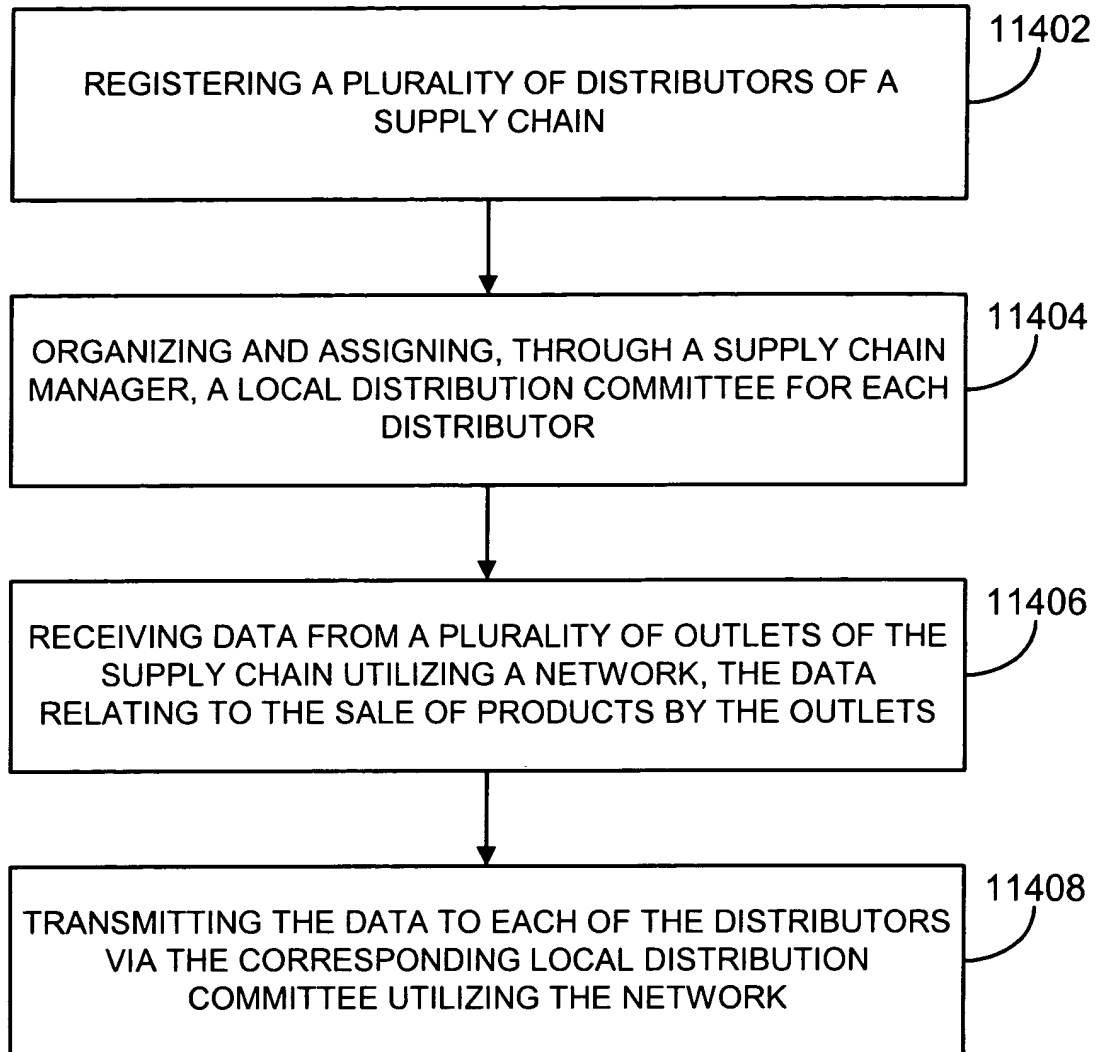 11402
REGISTERING A PLURALITY OF DISTRIBUTORS OF A
SUPPLY CHAIN
11404
ORGANIZING AND ASSIGNING, THROUGH A SUPPLY CHAIN
MANAGER, A LOCAL DISTRIBUTION COMMITTEE FOR EACH
DISTRIBUTOR
11406
RECEIVING DATA FROM A PLURALITY OF OUTLETS OF THE
SUPPLY CHAIN UTILIZING A NETWORK, THE DATA
RELATING TO THE SALE OF PRODUCTS BY THE OUTLETS
11408
TRANSMITTING THE DATA TO EACH OF THE DISTRIBUTORS
VIA THE CORRESPONDING LOCAL DISTRIBUTION
COMMITTEE UTILIZING THE NETWORK